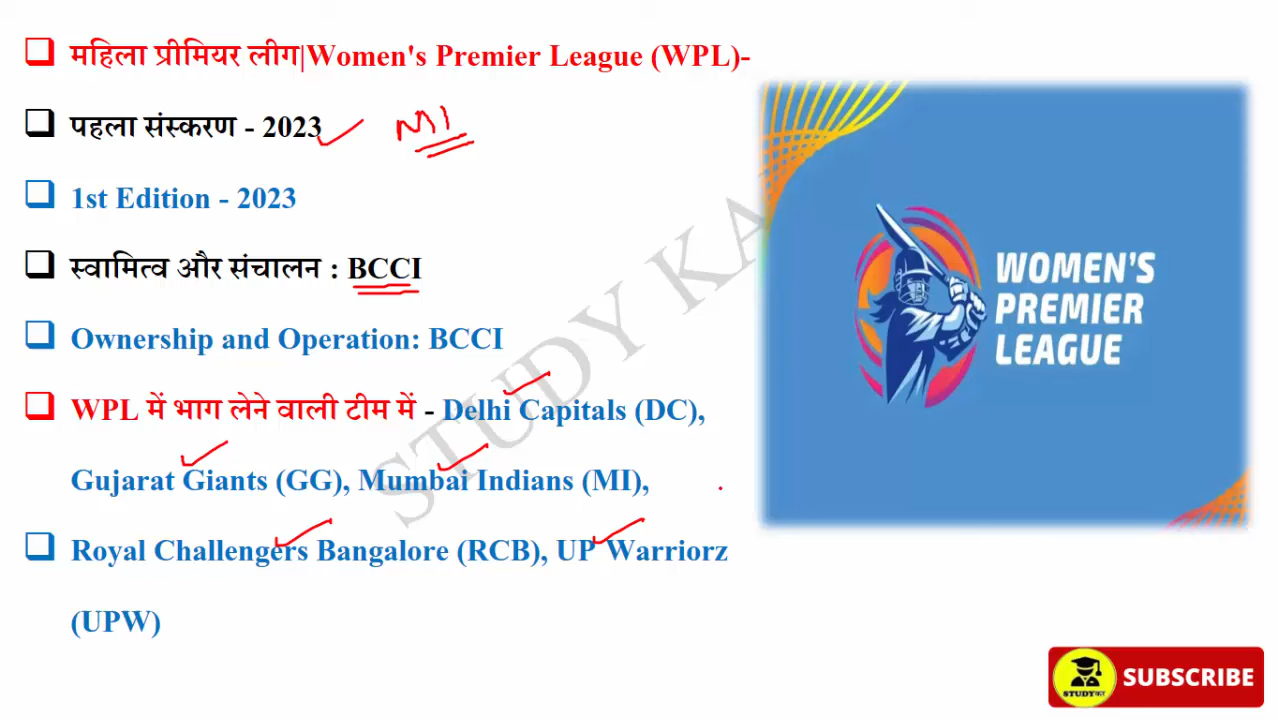 महिला प्रीमियर लीग|Women's Premier League (WPL)-
पहला संस्करण - 2023 MI
1st Edition - 2023
स्वामित्व और संचालन : BCCI
Ownership and Operation: BCCI
WPL में भाग लेने वाली टीम में - Delhi Capitals (DC),
Gujarat Giants (GG), Mumbai Indians (MI),
Royal Challengers Bangalore (RCB), UP Warriorz
(UPW)
WOMEN'S
PREMIER
LEAGUE
STUDY KA
STUDY
SUBSCRIBE